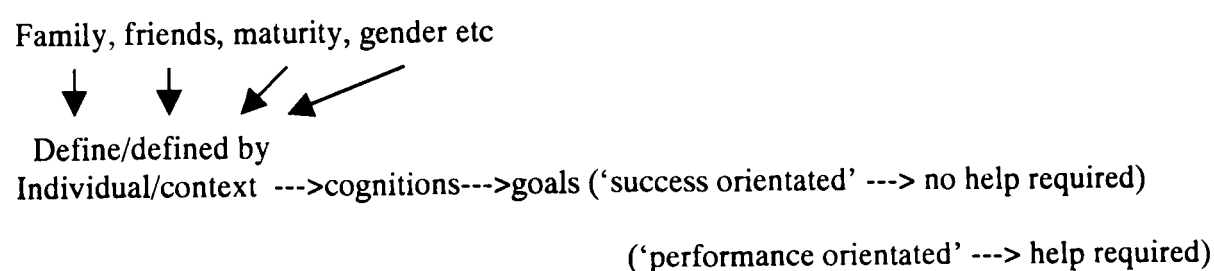 Family, friends, maturity, gender etc
Define/defined by
Individual/context --->cognitions--->goals (‘success orientated’ ---> no help required)
(‘performance orientated’ ---> help required)